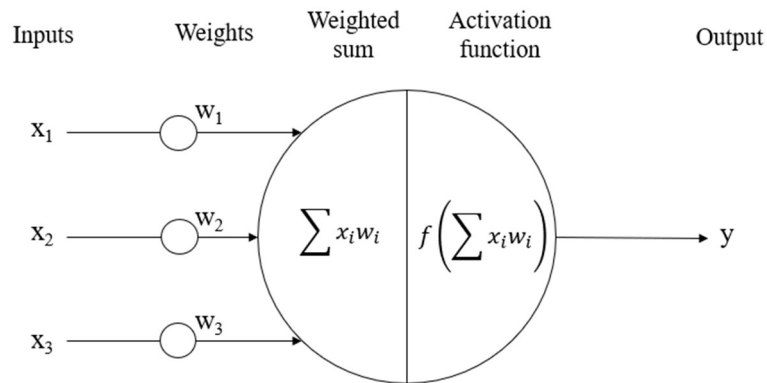 Inputs
Weights
Weighted
sum
Activation
function
Output
x₁
w₁
x₂
w₂
∑ xᵢwᵢ
f(∑ xᵢwᵢ)
y
x₃
w₃